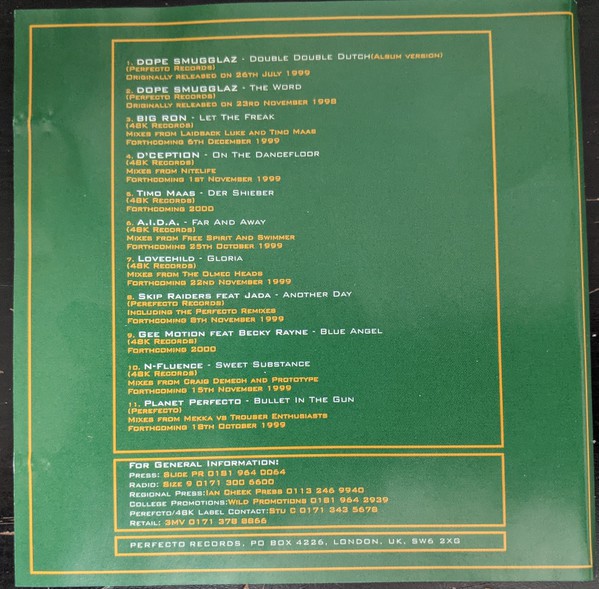 1. DOPE SMUGGLAZ - DOUBLE DOUBLE DUTCH(ALBUM VERSION)
(PERFECTO RECORDS)
ORIGINALLY RELEASED ON 26TH JULY 1999
2. DOPE SMUGGLAZ - THE WORD
(PERFECTO RECORDS)
ORIGINALLY RELEASED ON 23RD NOVEMBER 1998
3. BIG RON - LET THE FREAK
(48K RECORDS)
MIXES FROM LAIDBACK LUKE AND TIMO MAAS
FORTHCOMING 6TH DECEMBER 1999
4. D'CEPTION - ON THE DANCEFLOOR
(48K RECORDS)
MIXES FROM NITELIFE
FORTHCOMING 1ST NOVEMBER 1999
5. TIMO MAAS - DER SHIEBER
(48K RECORDS)
FORTHCOMING 2000
6. A.I.D.A. - FAR AND AWAY
(48K RECORDS)
MIXES FROM FREE SPIRIT AND SWIMMER
FORTHCOMING 25TH OCTOBER 1999
7. LOVECHILD - GLORIA
(48K RECORDS)
MIXES FROM THE OLMEC HEADS
FORTHCOMING 22ND NOVEMBER 1999
8. SKIP RAIDERS FEAT JADA - ANOTHER DAY
(PEREFECTO RECORDS)
INCLUDING THE PERFECTO REMIXES
FORTHCOMING 8TH NOVEMBER 1999
9. GEE MOTION FEAT BECKY RAYNE - BLUE ANGEL
(48K RECORDS)
FORTHCOMING 2000
10. N-FLUENCE - SWEET SUBSTANCE
(48K RECORDS)
MIXES FROM CRAIG DEMECH AND PROTOTYPE
FORTHCOMING 15TH NOVEMBER 1999
11. PLANET PERFECTO - BULLET IN THE GUN
(PEREFECTO)
MIXES FROM MEKKA VS TROUBER ENTHUSIASTS
FORTHCOMING 18TH OCTOBER 1999
FOR GENERAL INFORMATION:
PRESS: SLICE PR 0181 964 0064
RADIO: SIZE 9 0171 300 6600
REGIONAL PRESS:IAN CHEEK PRESS 0113 246 9940
COLLEGE PROMOTIONS:WILD PROMOTIONS 0181 964 2939
PEREFCTO/48K LABEL CONTACT:STU C 0171 343 5678
RETAIL: 3MV 0171 378 8866
PERFECTO RECORDS, PO BOX 4226, LONDON. UK, SW6 2XG